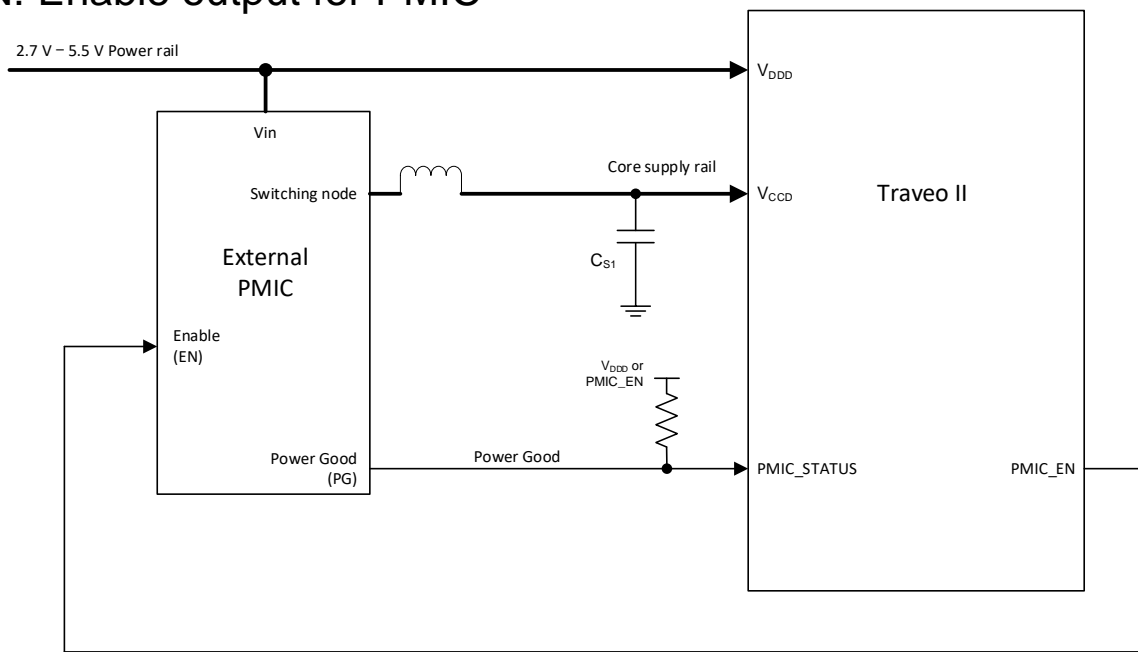 N: Enable output for PMIC
2.7 V – 5.5 V Power rail
VDDD
Vin
Core supply rail
Switching node
VCCD
Traveo II
External
PMIC
CS1
Enable
(EN)
VDDD or
PMIC_EN
Power Good
(PG)
Power Good
PMIC_STATUS
PMIC_EN